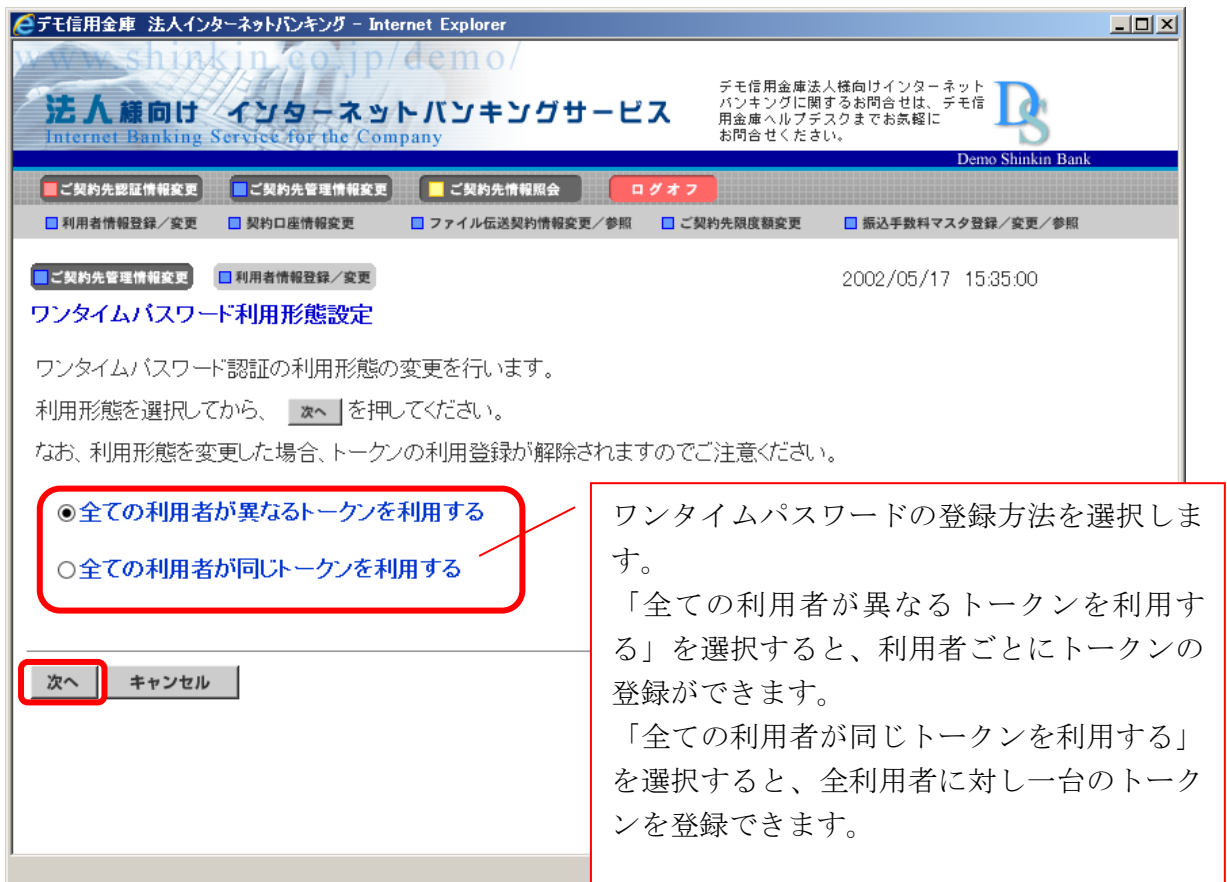 デモ信用金庫 法人インターネットバンキング - Internet Explorer
www.shinkin.co.jp/demo/
法人様向け インターネットバンキングサービス
Internet Banking Service for the Company
デモ信用金庫法人様向けインターネット
バンキングに関するお問合せは、デモ信
用金庫ヘルプデスクまでお気軽に
お問合せください。
DS
Demo Shinkin Bank
ご契約先認証情報変更 ご契約先管理情報変更 ご契約先情報照会 ログオフ
利用者情報登録／変更 契約口座情報変更 ファイル伝送契約情報変更／参照 ご契約先限度額変更 振込手数料マスタ登録／変更／参照
ご契約先管理情報変更 利用者情報登録／変更 2002/05/17 15:35:00
ワンタイムパスワード利用形態設定
ワンタイムパスワード認証の利用形態の変更を行います。
利用形態を選択してから、 次へ を押してください。
なお、利用形態を変更した場合、トークンの利用登録が解除されますのでご注意ください。
全ての利用者が異なるトークンを利用する
全ての利用者が同じトークンを利用する
次へ キャンセル
ワンタイムパスワードの登録方法を選択しま
す。
「全ての利用者が異なるトークンを利用す
る」を選択すると、利用者ごとにトークンの
登録ができます。
「全ての利用者が同じトークンを利用する」
を選択すると、全利用者に対し一台のトーク
ンを登録できます。